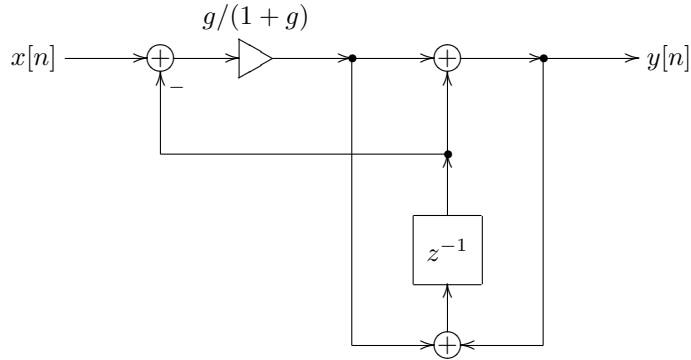 g/(1 + g)
x[n] + + y[n]
−
z⁻¹
+